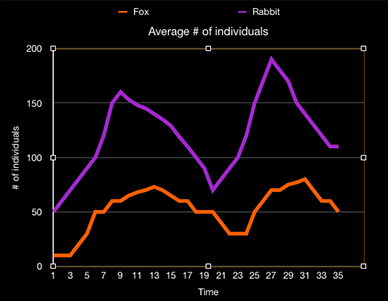 Fox Rabbit
Average # of individuals
200
150
100
50
0
# of individuals
1 3 5 7 9 11 13 15 17 19 21 23 24 27 29 31 33 35
Time